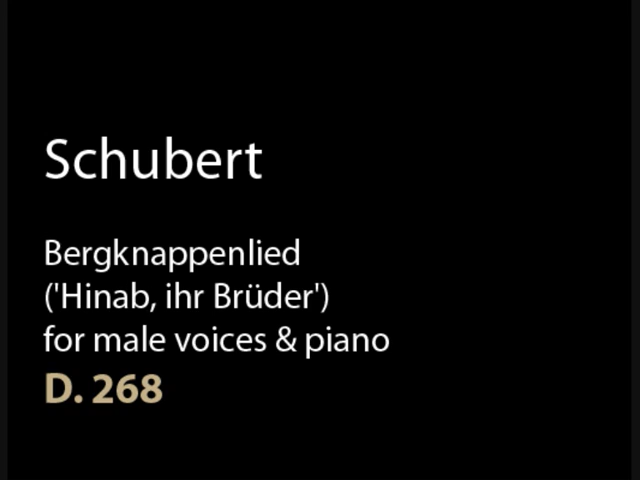 Schubert
Bergknappenlied
('Hinab, ihr Brüder')
for male voices & piano
D. 268